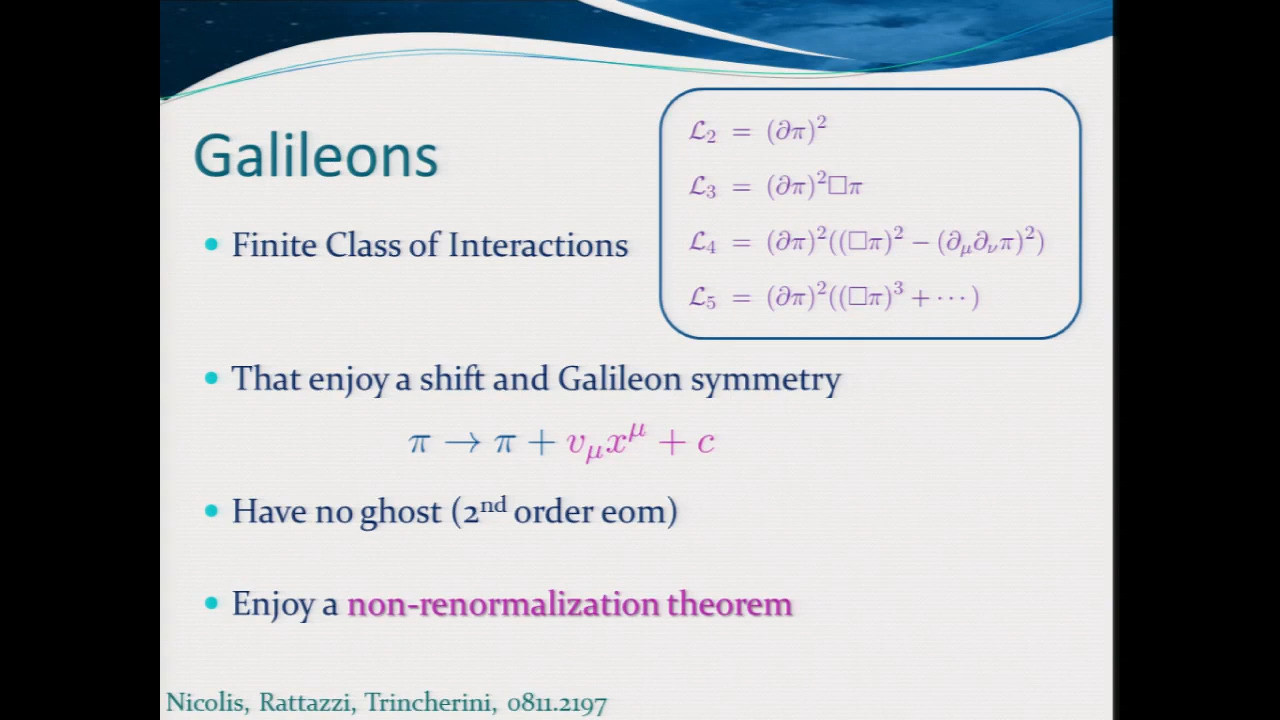 Galileons
ℒ₂ = (∂π)²
ℒ₃ = (∂π)²□π
ℒ₄ = (∂π)²((□π)² − (∂_μ∂_νπ)²)
ℒ₅ = (∂π)²((□π)³ + ⋯)
• Finite Class of Interactions
• That enjoy a shift and Galileon symmetry
π → π + v_μx^μ + c
• Have no ghost (2nd order eom)
• Enjoy a non-renormalization theorem
Nicolis, Rattazzi, Trincherini, 0811.2197